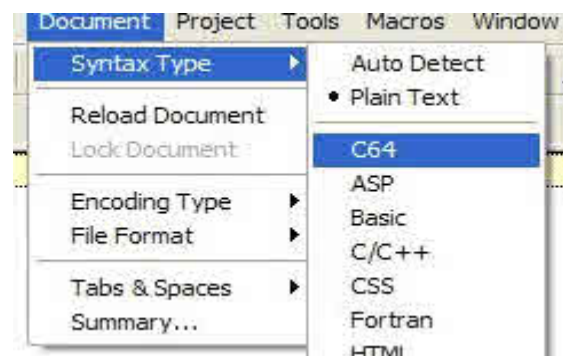 Document Project Tools Macros Window
Syntax Type
Reload Document
Lock Document
Encoding Type
File Format
Tabs & Spaces
Summary...
Auto Detect
• Plain Text
C64
ASP
Basic
C/C++
CSS
Fortran
HTML